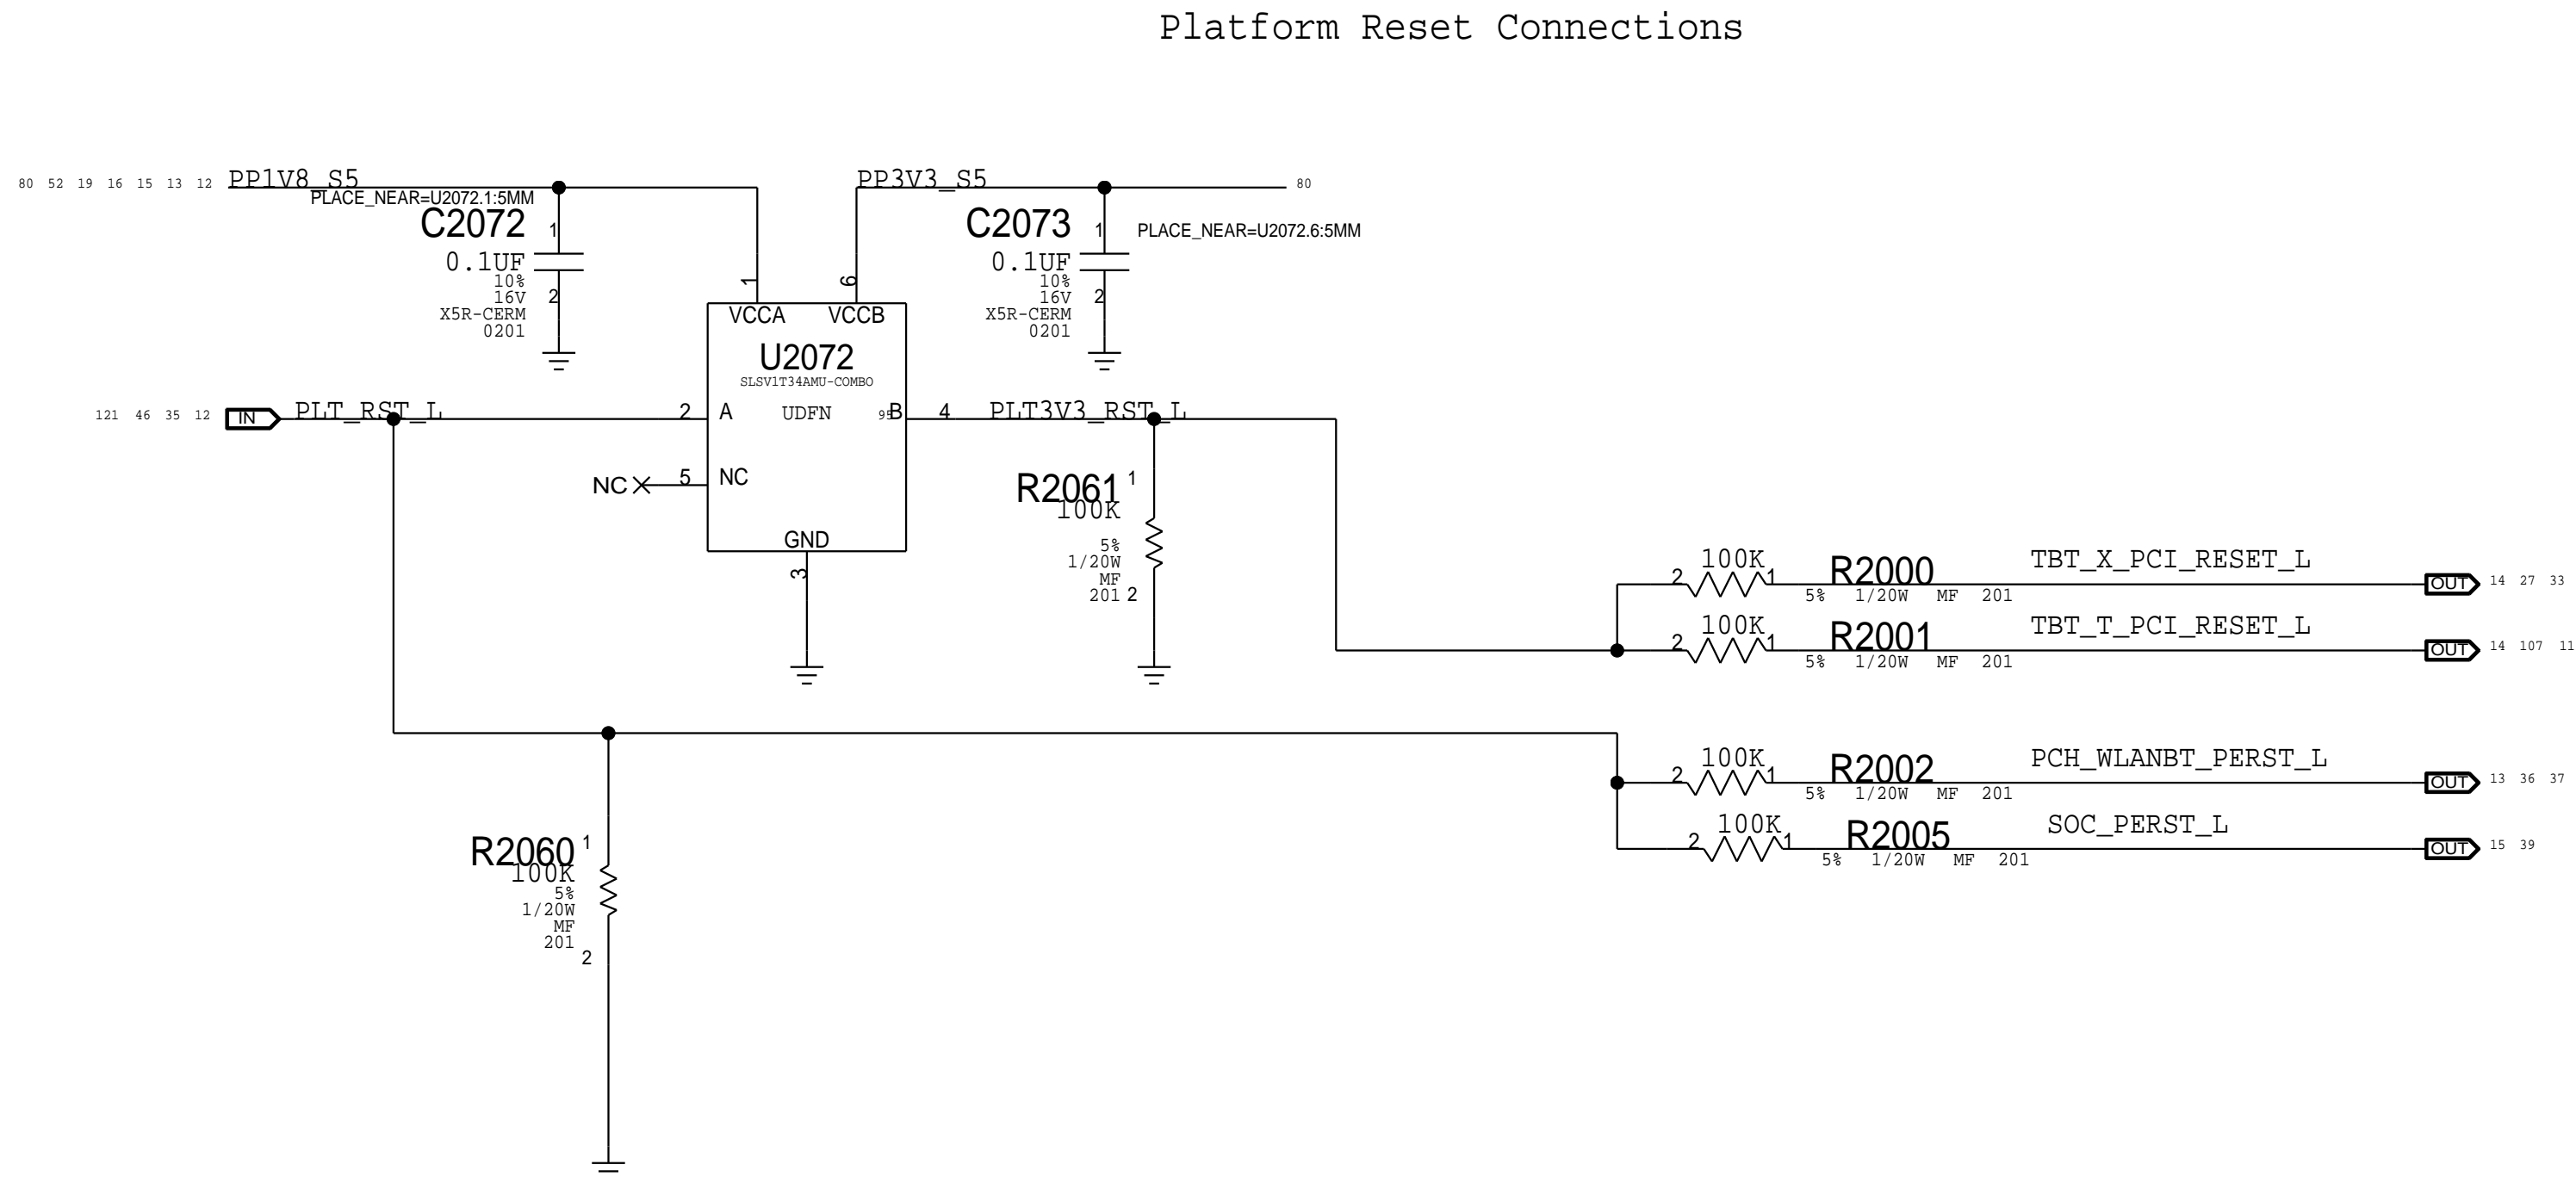 Platform Reset Connections
80 52 19 16 15 13 12 PP1V8_S5
PLACE_NEAR=U2072.1:5MM
C2072
0.1UF
10%
16V
X5R-CERM
0201
1
2
PP3V3_S5 80
C2073
0.1UF
10%
16V
X5R-CERM
0201
1
2
PLACE_NEAR=U2072.6:5MM
1
6
VCCA VCCB
U2072
SLSV1T34AMU-COMBO
UDFN
121 46 35 12 IN PLT_RST_L
2 A
95 B 4 PLT3V3_RST_L
NC 5 NC
GND
3
R2061
100K
5%
1/20W
MF
201
1
2
2 100K 1 R2000 TBT_X_PCI_RESET_L OUT 14 27 33
5% 1/20W MF 201
2 100K 1 R2001 TBT_T_PCI_RESET_L OUT 14 107 11
5% 1/20W MF 201
2 100K 1 R2002 PCH_WLANBT_PERST_L OUT 13 36 37
5% 1/20W MF 201
2 100K 1 R2005 SOC_PERST_L OUT 15 39
5% 1/20W MF 201
R2060
100K
5%
1/20W
MF
201
1
2